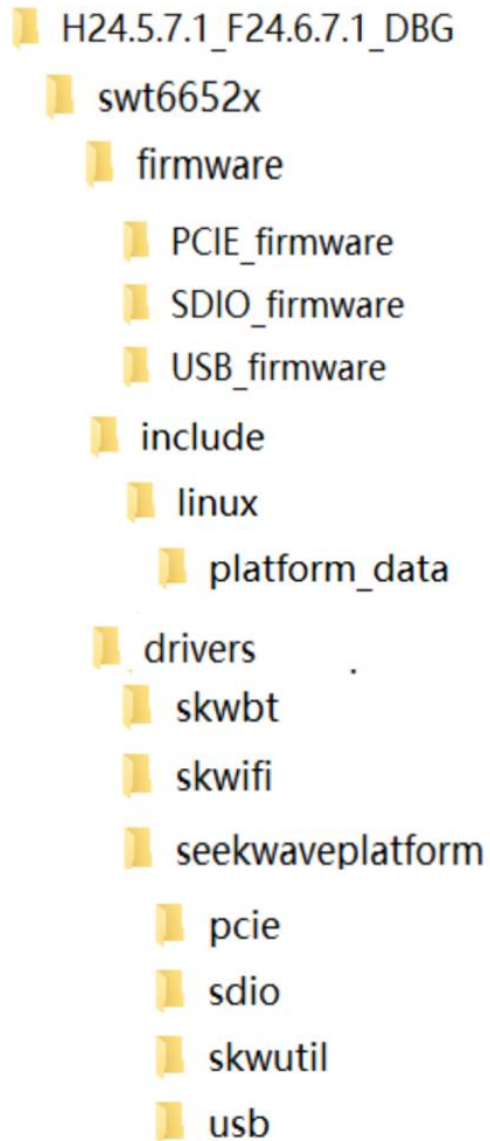 H24.5.7.1_F24.6.7.1_DBG
swt6652x
firmware
PCIE_firmware
SDIO_firmware
USB_firmware
include
linux
platform_data
drivers
skwbt
skwifi
seekwaveplatform
pcie
sdio
skwutil
usb